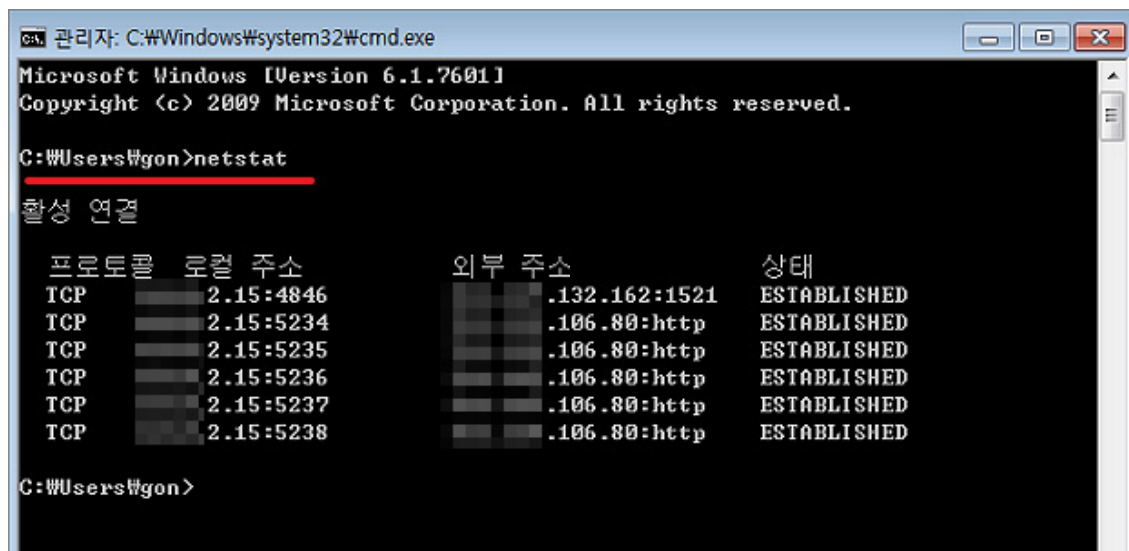 관리자: C:₩Windows₩system32₩cmd.exe
Microsoft Windows [Version 6.1.7601]
Copyright (c) 2009 Microsoft Corporation. All rights reserved.
C:₩Users₩gon>netstat
활성 연결
프로토콜 로컬 주소 외부 주소 상태
TCP 2.15:4846 .132.162:1521 ESTABLISHED
TCP 2.15:5234 .106.80:http ESTABLISHED
TCP 2.15:5235 .106.80:http ESTABLISHED
TCP 2.15:5236 .106.80:http ESTABLISHED
TCP 2.15:5237 .106.80:http ESTABLISHED
TCP 2.15:5238 .106.80:http ESTABLISHED
C:₩Users₩gon>